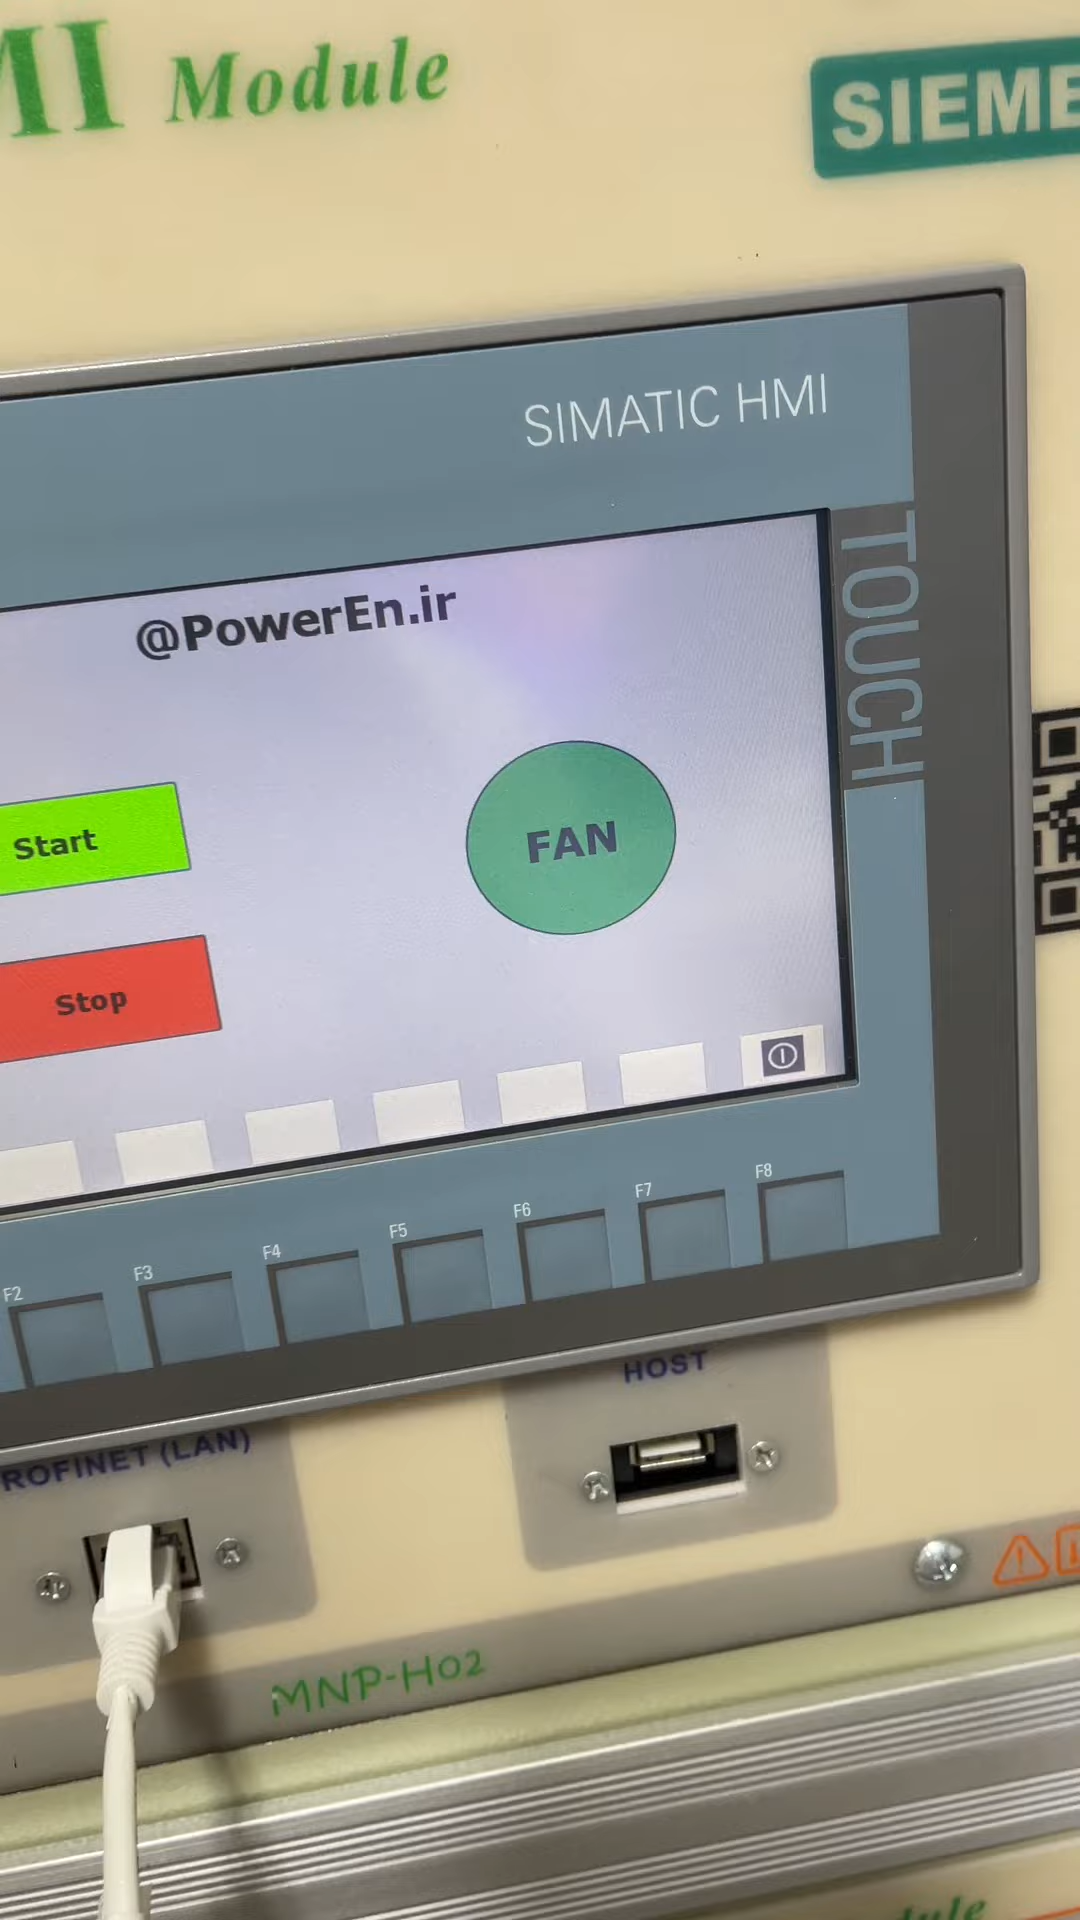 MI Module
SIEME
SIMATIC HMI
TOUCH
@PowerEn.ir
Start
FAN
Stop
F2
F3
F4
F5
F6
F7
F8
HOST
ROFINET (LAN)
MNP-H02
dule